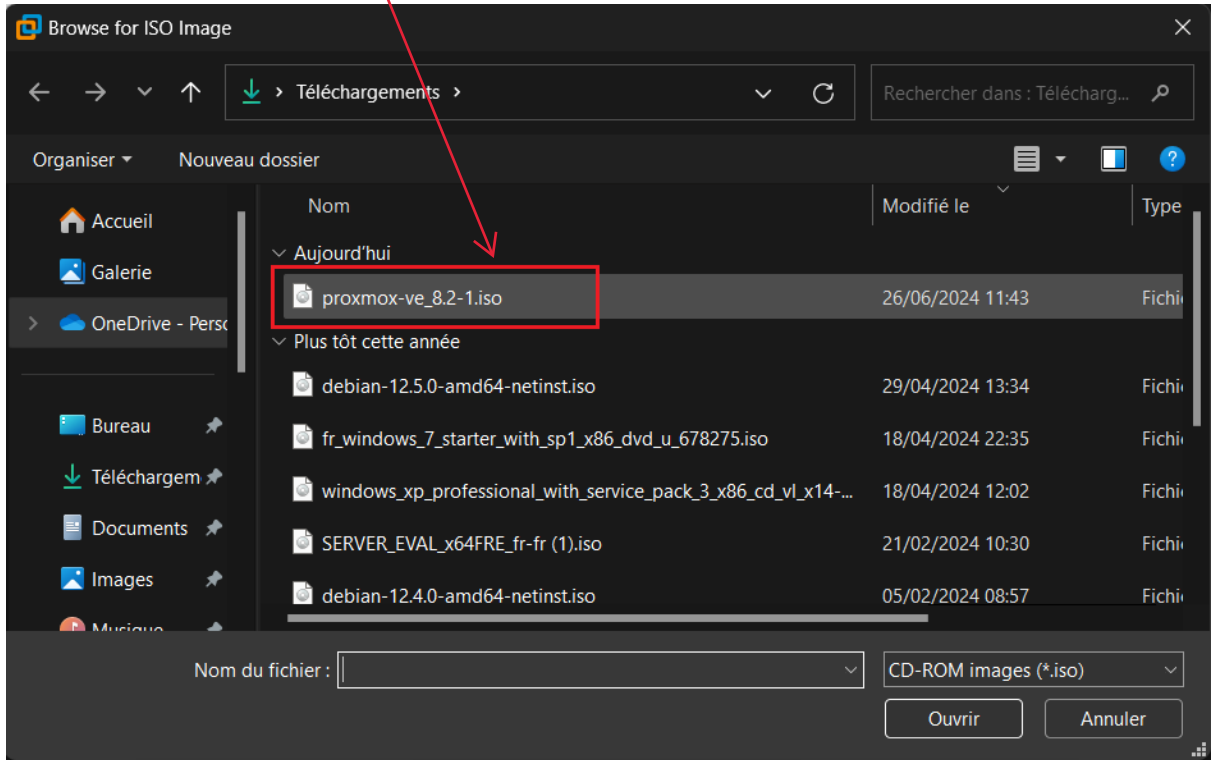 Browse for ISO Image
Téléchargements
Rechercher dans : Télécharg...
Organiser
Nouveau dossier
Nom
Modifié le
Type
Accueil
Galerie
OneDrive - Perso
Bureau
Téléchargem
Documents
Images
Musique
Aujourd'hui
proxmox-ve_8.2-1.iso 26/06/2024 11:43 Fichi
Plus tôt cette année
debian-12.5.0-amd64-netinst.iso 29/04/2024 13:34 Fichi
fr_windows_7_starter_with_sp1_x86_dvd_u_678275.iso 18/04/2024 22:35 Fichi
windows_xp_professional_with_service_pack_3_x86_cd_vl_x14-... 18/04/2024 12:02 Fichi
SERVER_EVAL_x64FRE_fr-fr (1).iso 21/02/2024 10:30 Fichi
debian-12.4.0-amd64-netinst.iso 05/02/2024 08:57 Fichi
Nom du fichier :
CD-ROM images (*.iso)
Ouvrir
Annuler